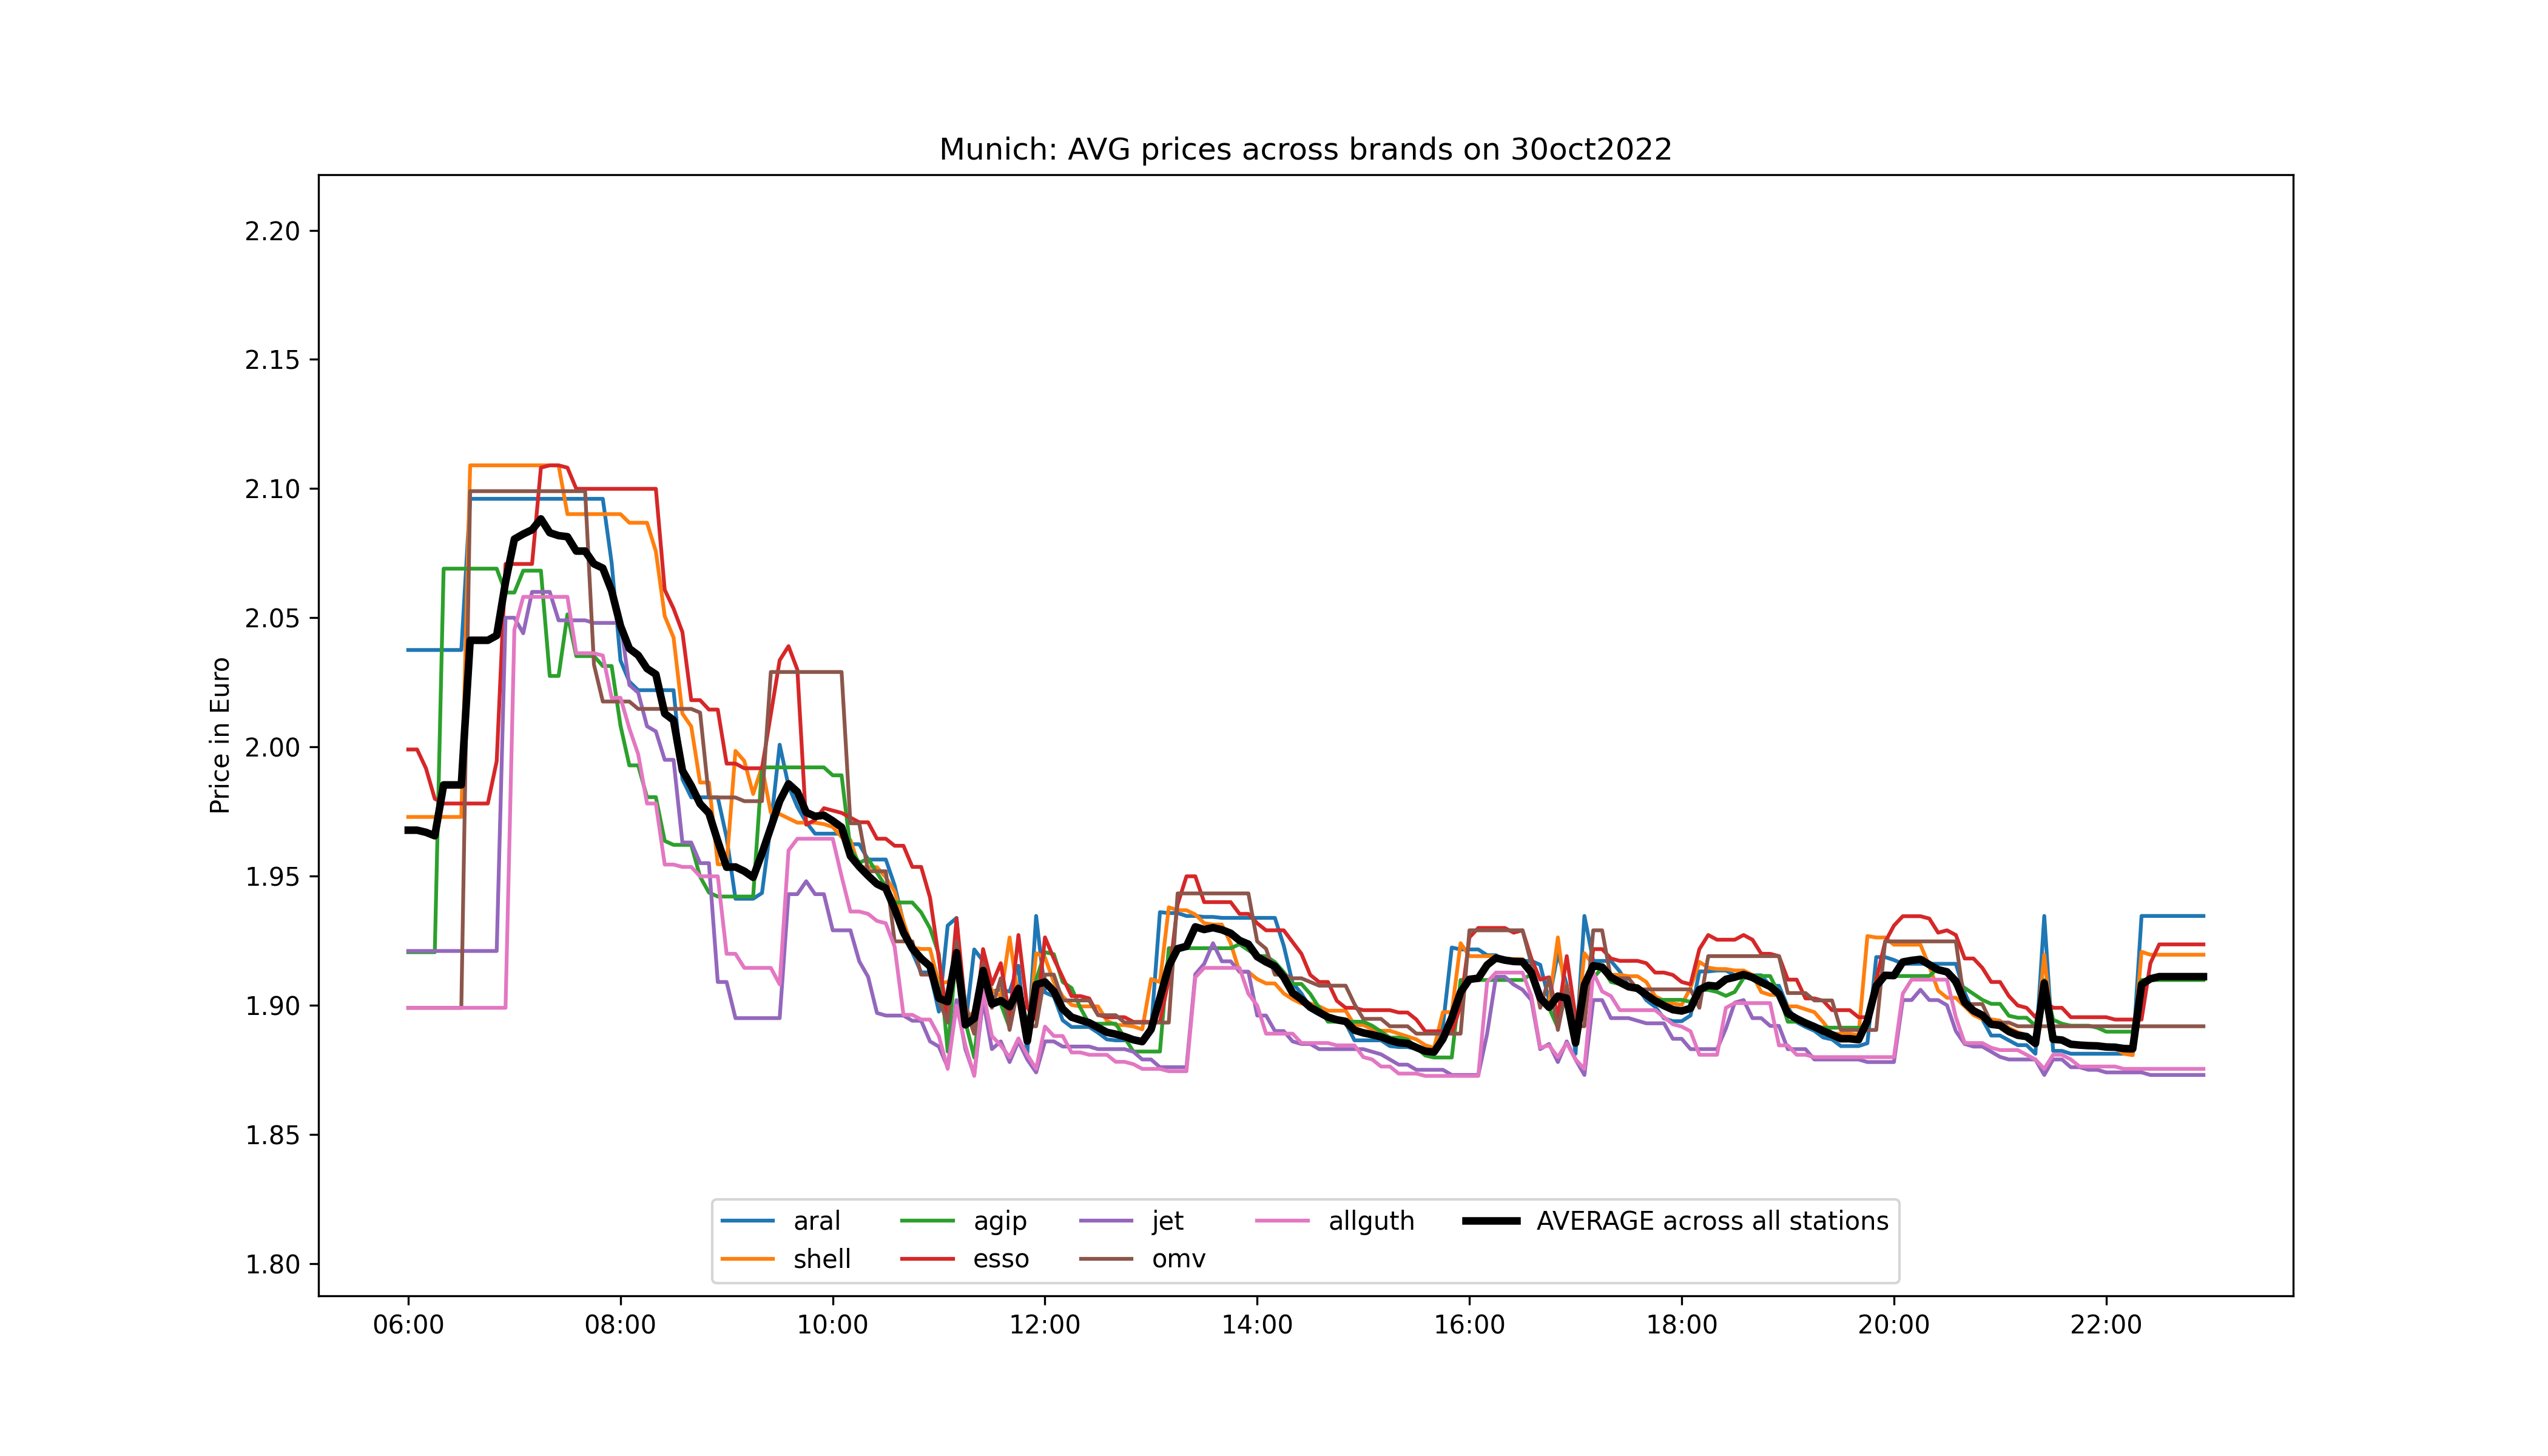 Munich: AVG prices across brands on 30oct2022
Price in Euro
2.20
2.15
2.10
2.05
2.00
1.95
1.90
1.85
1.80
06:00 08:00 10:00 12:00 14:00 16:00 18:00 20:00 22:00
aral agip jet allguth AVERAGE across all stations
shell esso omv